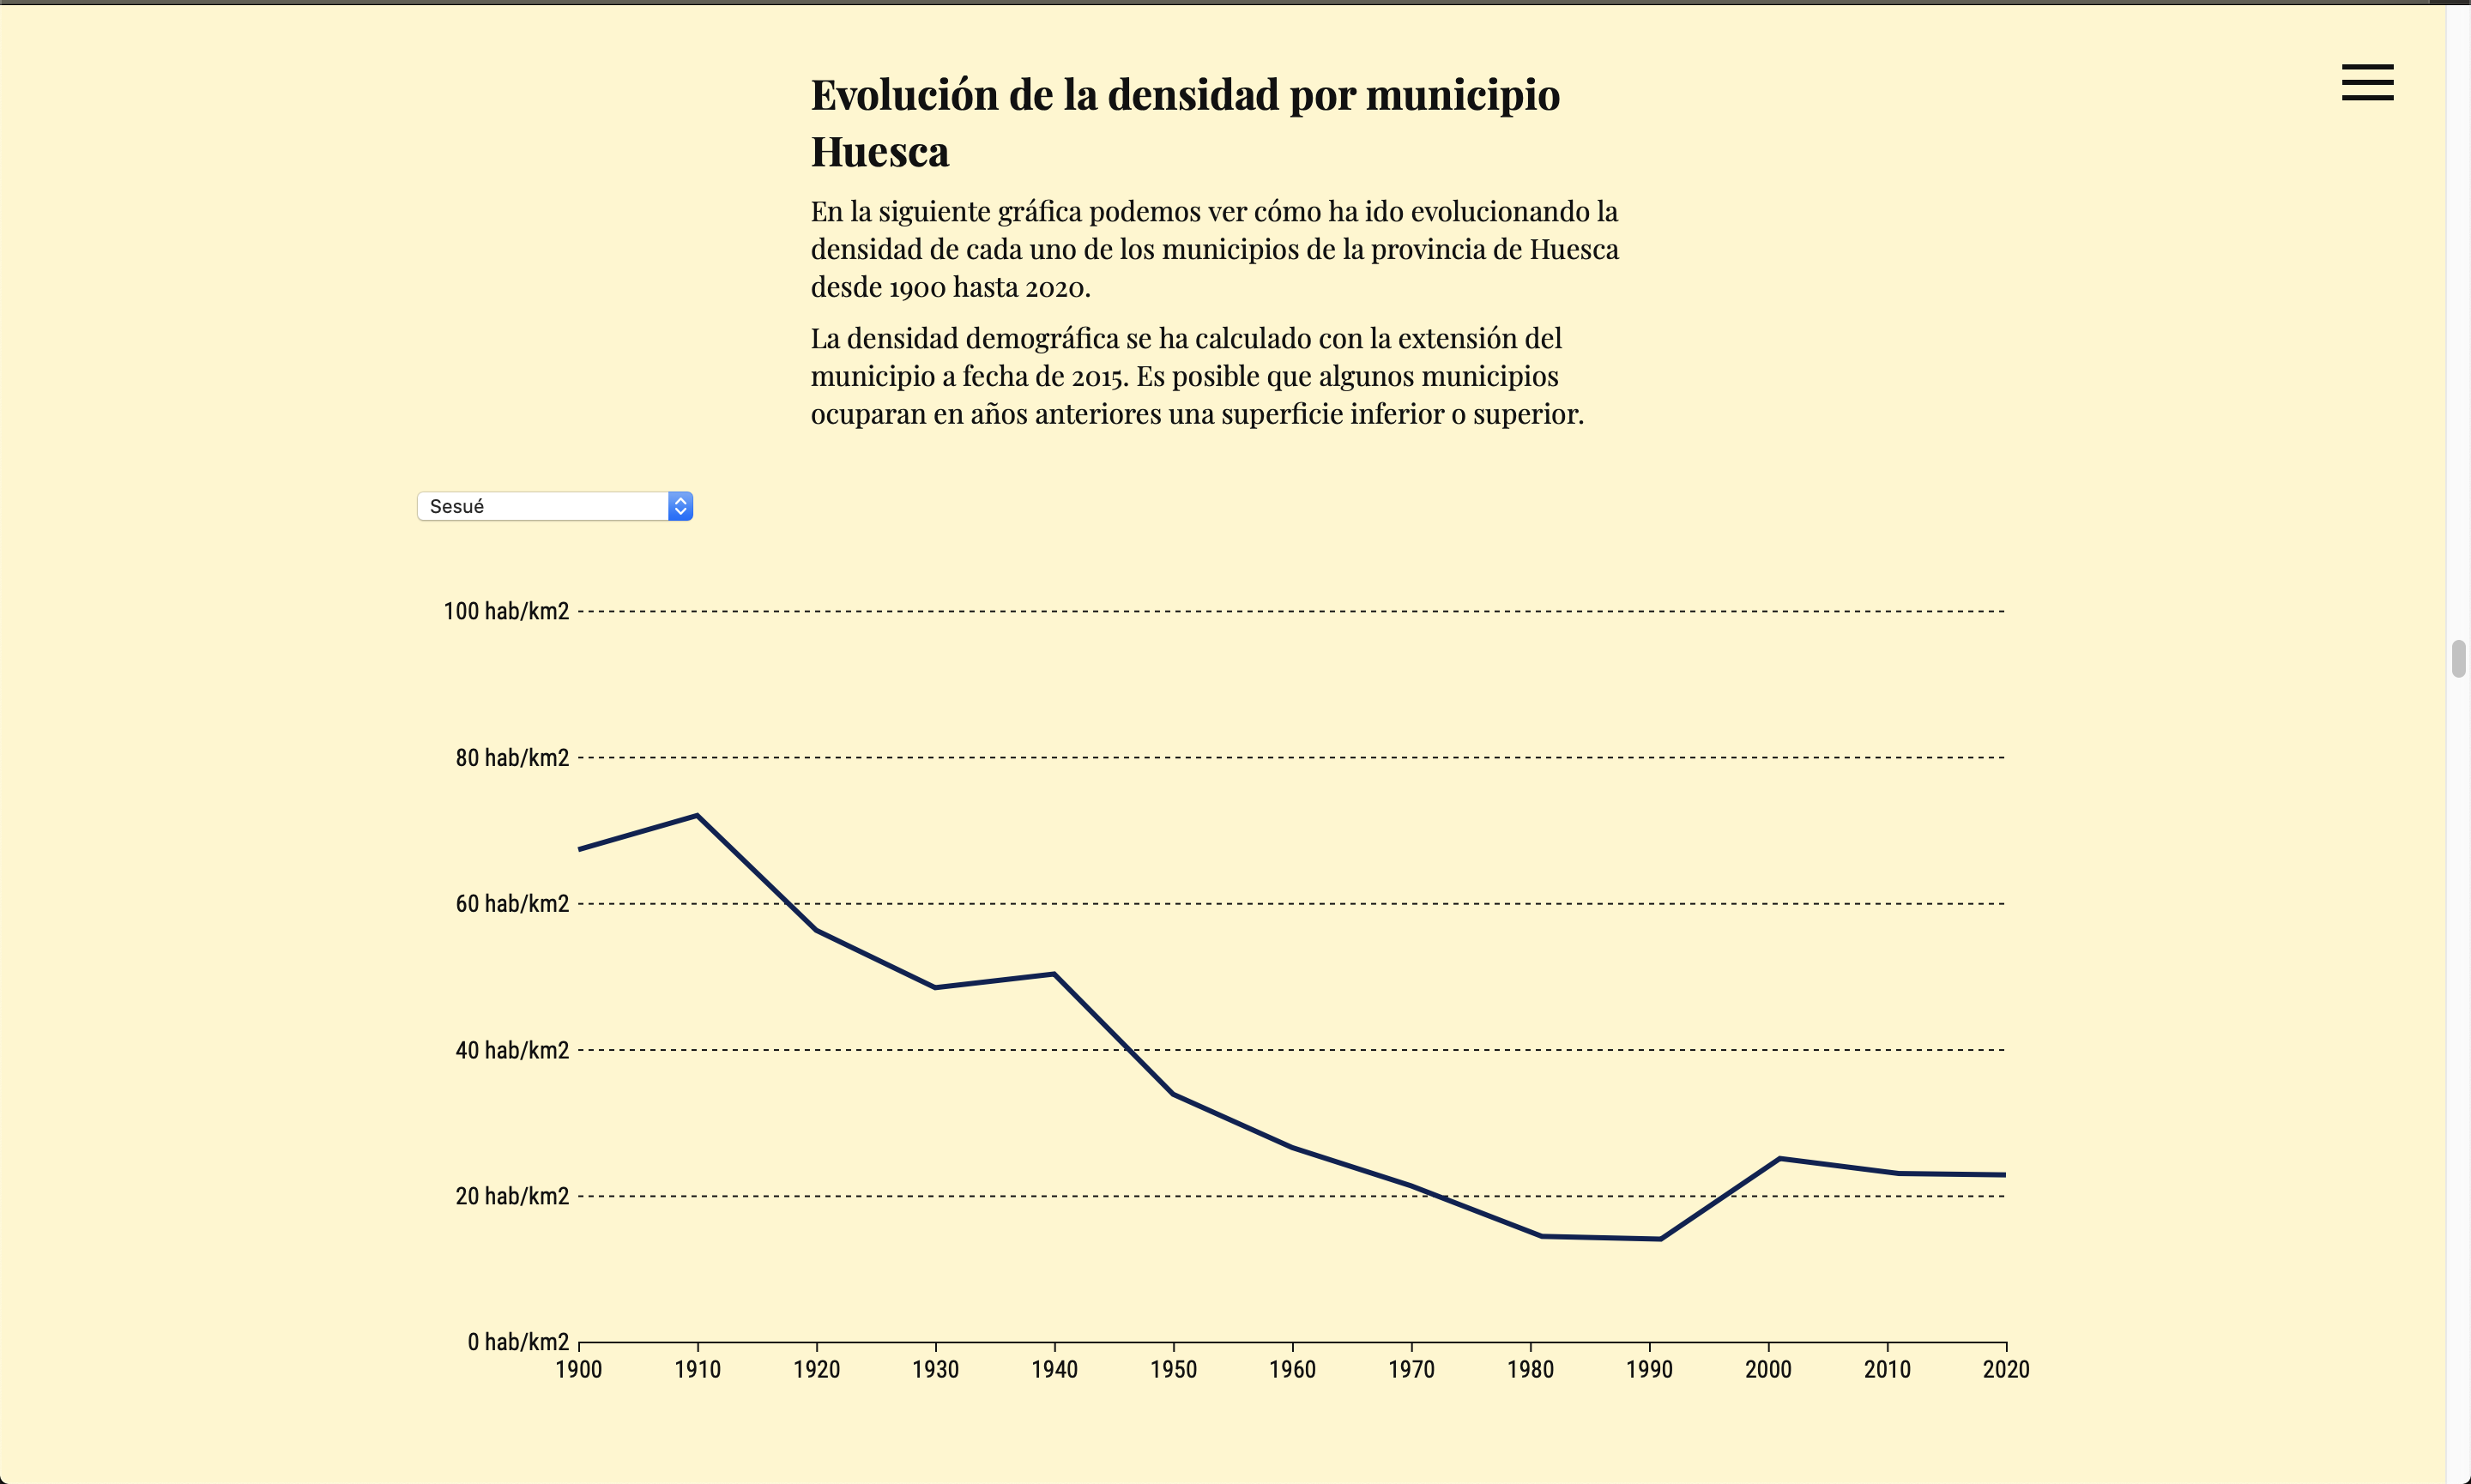 Evolución de la densidad por municipio
Huesca
En la siguiente gráfica podemos ver cómo ha ido evolucionando la
densidad de cada uno de los municipios de la provincia de Huesca
desde 1900 hasta 2020.
La densidad demográfica se ha calculado con la extensión del
municipio a fecha de 2015. Es posible que algunos municipios
ocuparan en años anteriores una superficie inferior o superior.
Sesué
100 hab/km2
80 hab/km2
60 hab/km2
40 hab/km2
20 hab/km2
0 hab/km2
1900 1910 1920 1930 1940 1950 1960 1970 1980 1990 2000 2010 2020